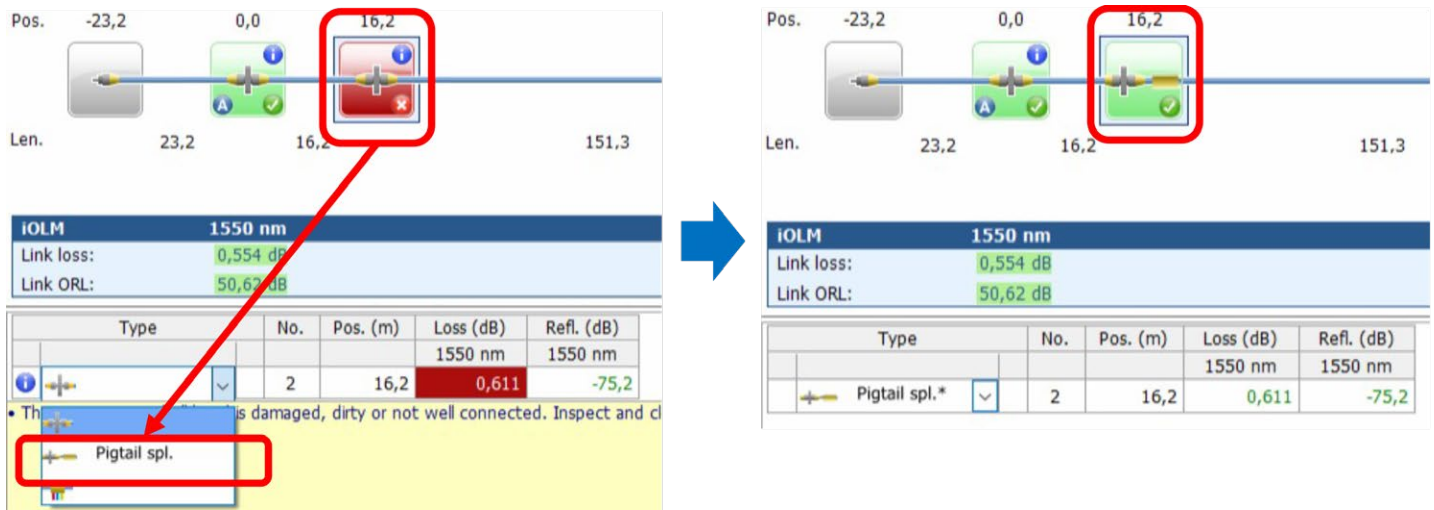 Pos. -23,2 0,0 16,2
Len. 23,2 16,2 151,3
iOLM 1550 nm
Link loss: 0,554 dB
Link ORL: 50,62 dB
Type No. Pos. (m) Loss (dB) Refl. (dB)
1550 nm 1550 nm
2 16,2 0,611 -75,2
• Th is damaged, dirty or not well connected. Inspect and cl
Pigtail spl.
Pos. -23,2 0,0 16,2
A
Len. 23,2 16,2 151,3
iOLM 1550 nm
Link loss: 0,554 dB
Link ORL: 50,62 dB
Type No. Pos. (m) Loss (dB) Refl. (dB)
1550 nm 1550 nm
Pigtail spl.* 2 16,2 0,611 -75,2